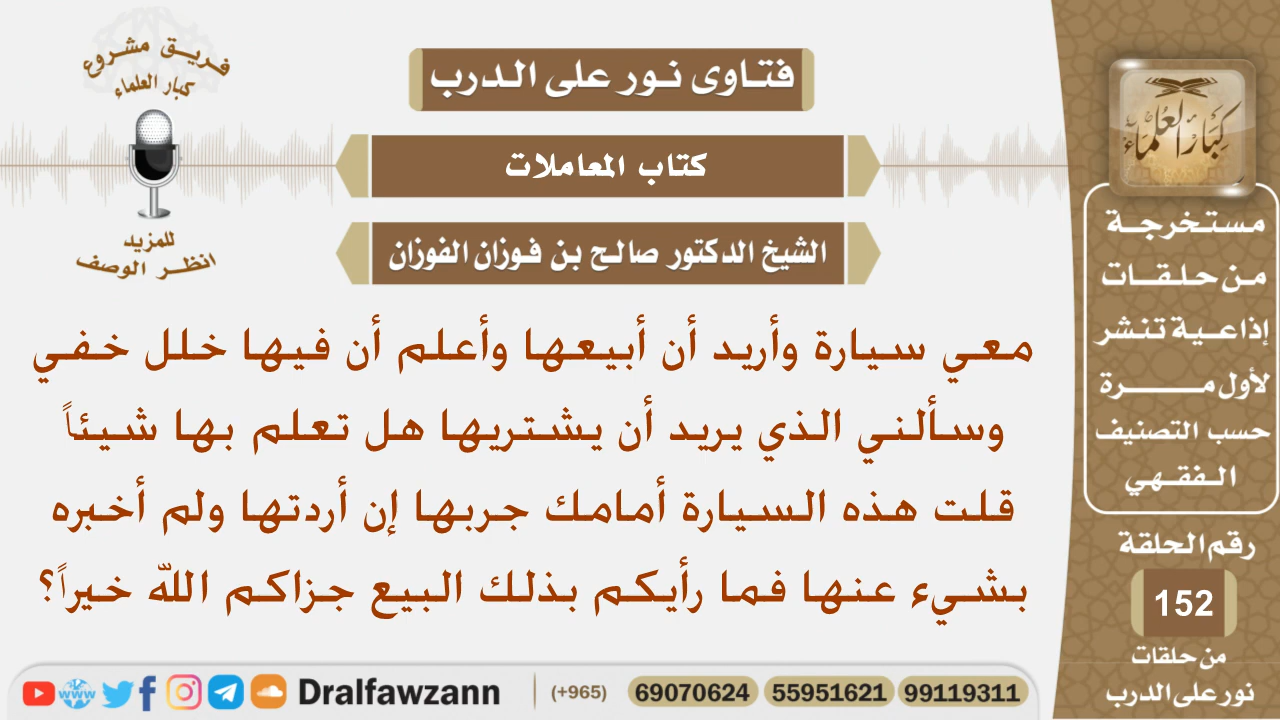 فريق مشروع
كبار العلماء
للمزيد
انظر الوصف
فتاوى نور على الدرب
كتاب المعاملات
الشيخ الدكتور صالح بن فوزان الفوزان
معي سيارة وأريد أن أبيعها وأعلم أن فيها خلل خفي
وسألني الذي يريد أن يشتريها هل تعلم بها شيئاً
قلت هذه السيارة أمامك جربها إن أردتها ولم أخبره
بشيء عنها فما رأيكم بذلك البيع جزاكم الله خيراً؟
كبار العلماء
مستخرجة
من حلقات
إذاعية تنشر
لأول مرة
حسب التصنيف
الفقهي
رقم الحلقة
152
من حلقات
نور على الدرب
Dralfawzann (+965) 69070624 55951621 99119311